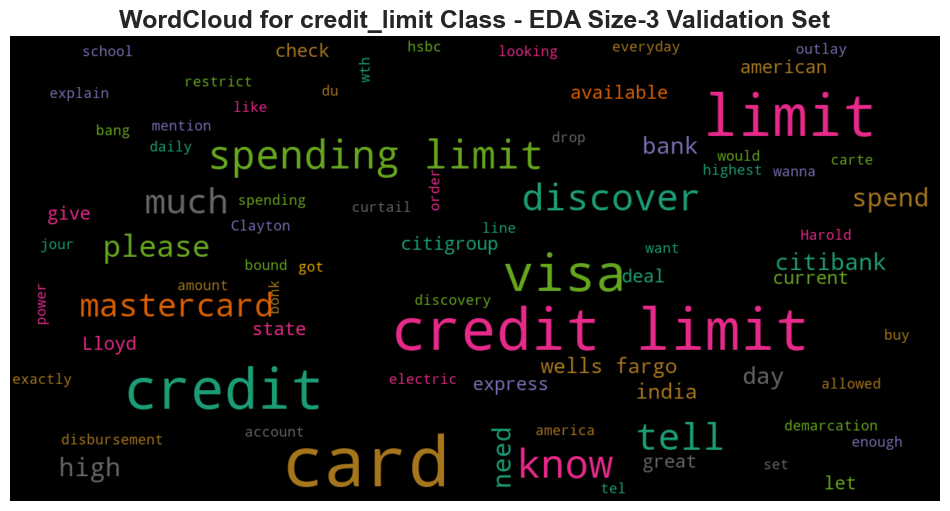 WordCloud for credit_limit Class - EDA Size-3 Validation Set
school
check
hsbc
looking
everyday
outlay
wth
american
explain
restrict
du
available
like
limit
bang
mention
daily
spending limit
drop
bank
would
highest
wanna
carte
much
spending
curtail
order
discover
spend
give
Clayton
line
Harold
jour
please
citigroup
want
citibank
bound
got
visa
deal
current
power
amount
bonk
discovery
mastercard
state
credit limit
buy
Lloyd
wells fargo
exactly
credit
electric
express
india
day
allowed
disbursement
account
need
america
tell
demarcation
enough
high
card
know
great
set
tel
let